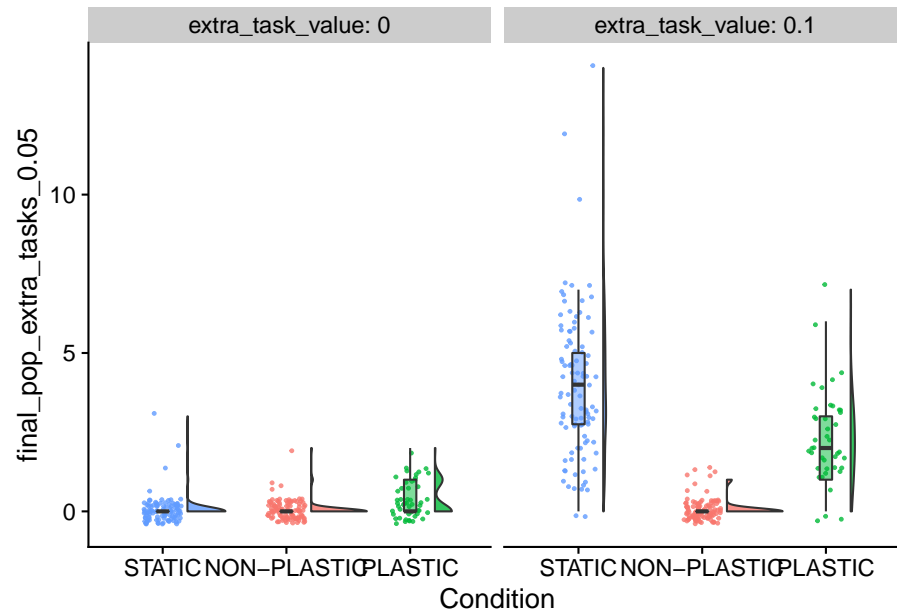 extra_task_value: 0
extra_task_value: 0.1
final_pop_extra_tasks_0.05
10
5
0
STATIC NON−PLASTIC PLASTIC
STATIC NON−PLASTIC PLASTIC
Condition